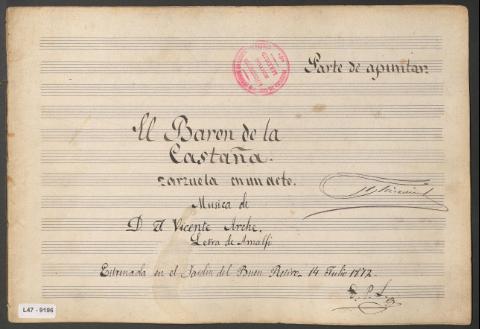 Parte de apuntar
El Baron de la
Castaña.
zarzuela en un acto.
Musica de
D. Vicente Arche.
Letra de Amalfi
Estrenada en el Jardin del Buen Retiro 14 Julio 1872.
L47 - 9196